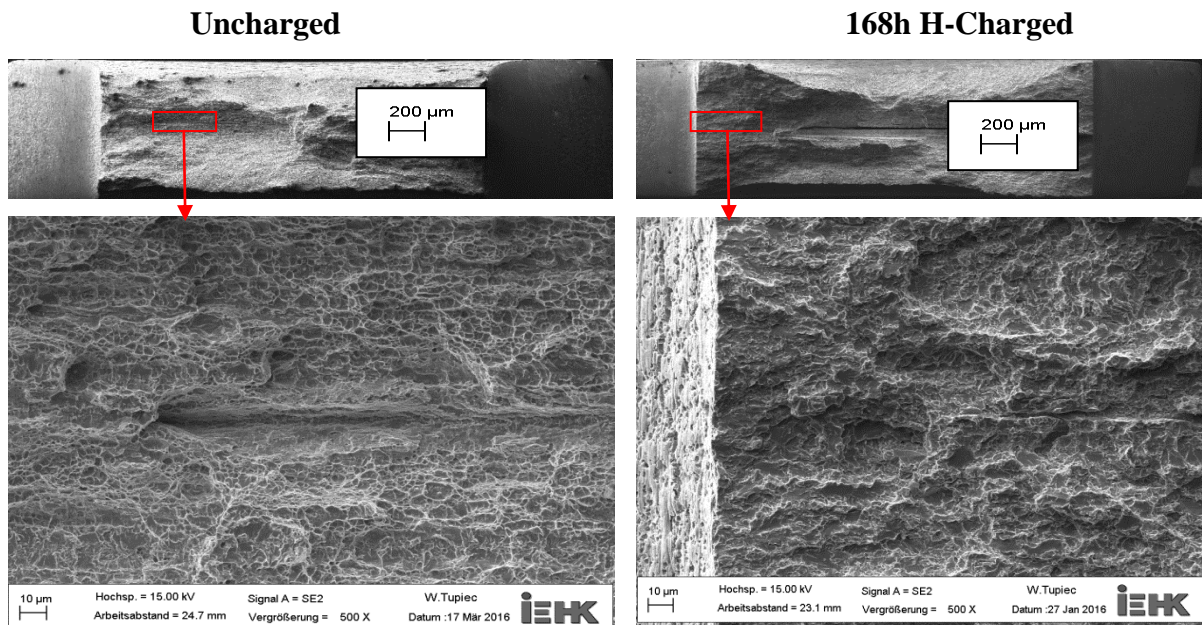 Uncharged
168h H-Charged
200 µm
200 µm
10 µm
Hochsp. = 15.00 kV
Signal A = SE2
W.Tupiec
Arbeitsabstand = 24.7 mm
Vergrößerung = 500 X
Datum :17 Mär 2016
iEHK
10 µm
Hochsp. = 15.00 kV
Signal A = SE2
W.Tupiec
Arbeitsabstand = 23.1 mm
Vergrößerung = 500 X
Datum :27 Jan 2016
iEHK